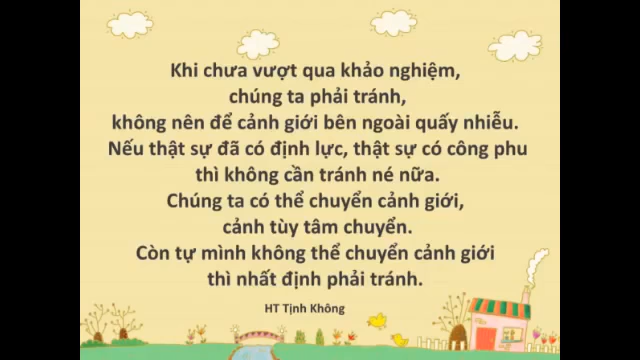 Khi chưa vượt qua khảo nghiệm,
chúng ta phải tránh,
không nên để cảnh giới bên ngoài quấy nhiễu.
Nếu thật sự đã có định lực, thật sự có công phu
thì không cần tránh né nữa.
Chúng ta có thể chuyển cảnh giới,
cảnh tùy tâm chuyển.
Còn tự mình không thể chuyển cảnh giới
thì nhất định phải tránh.
HT Tịnh Không